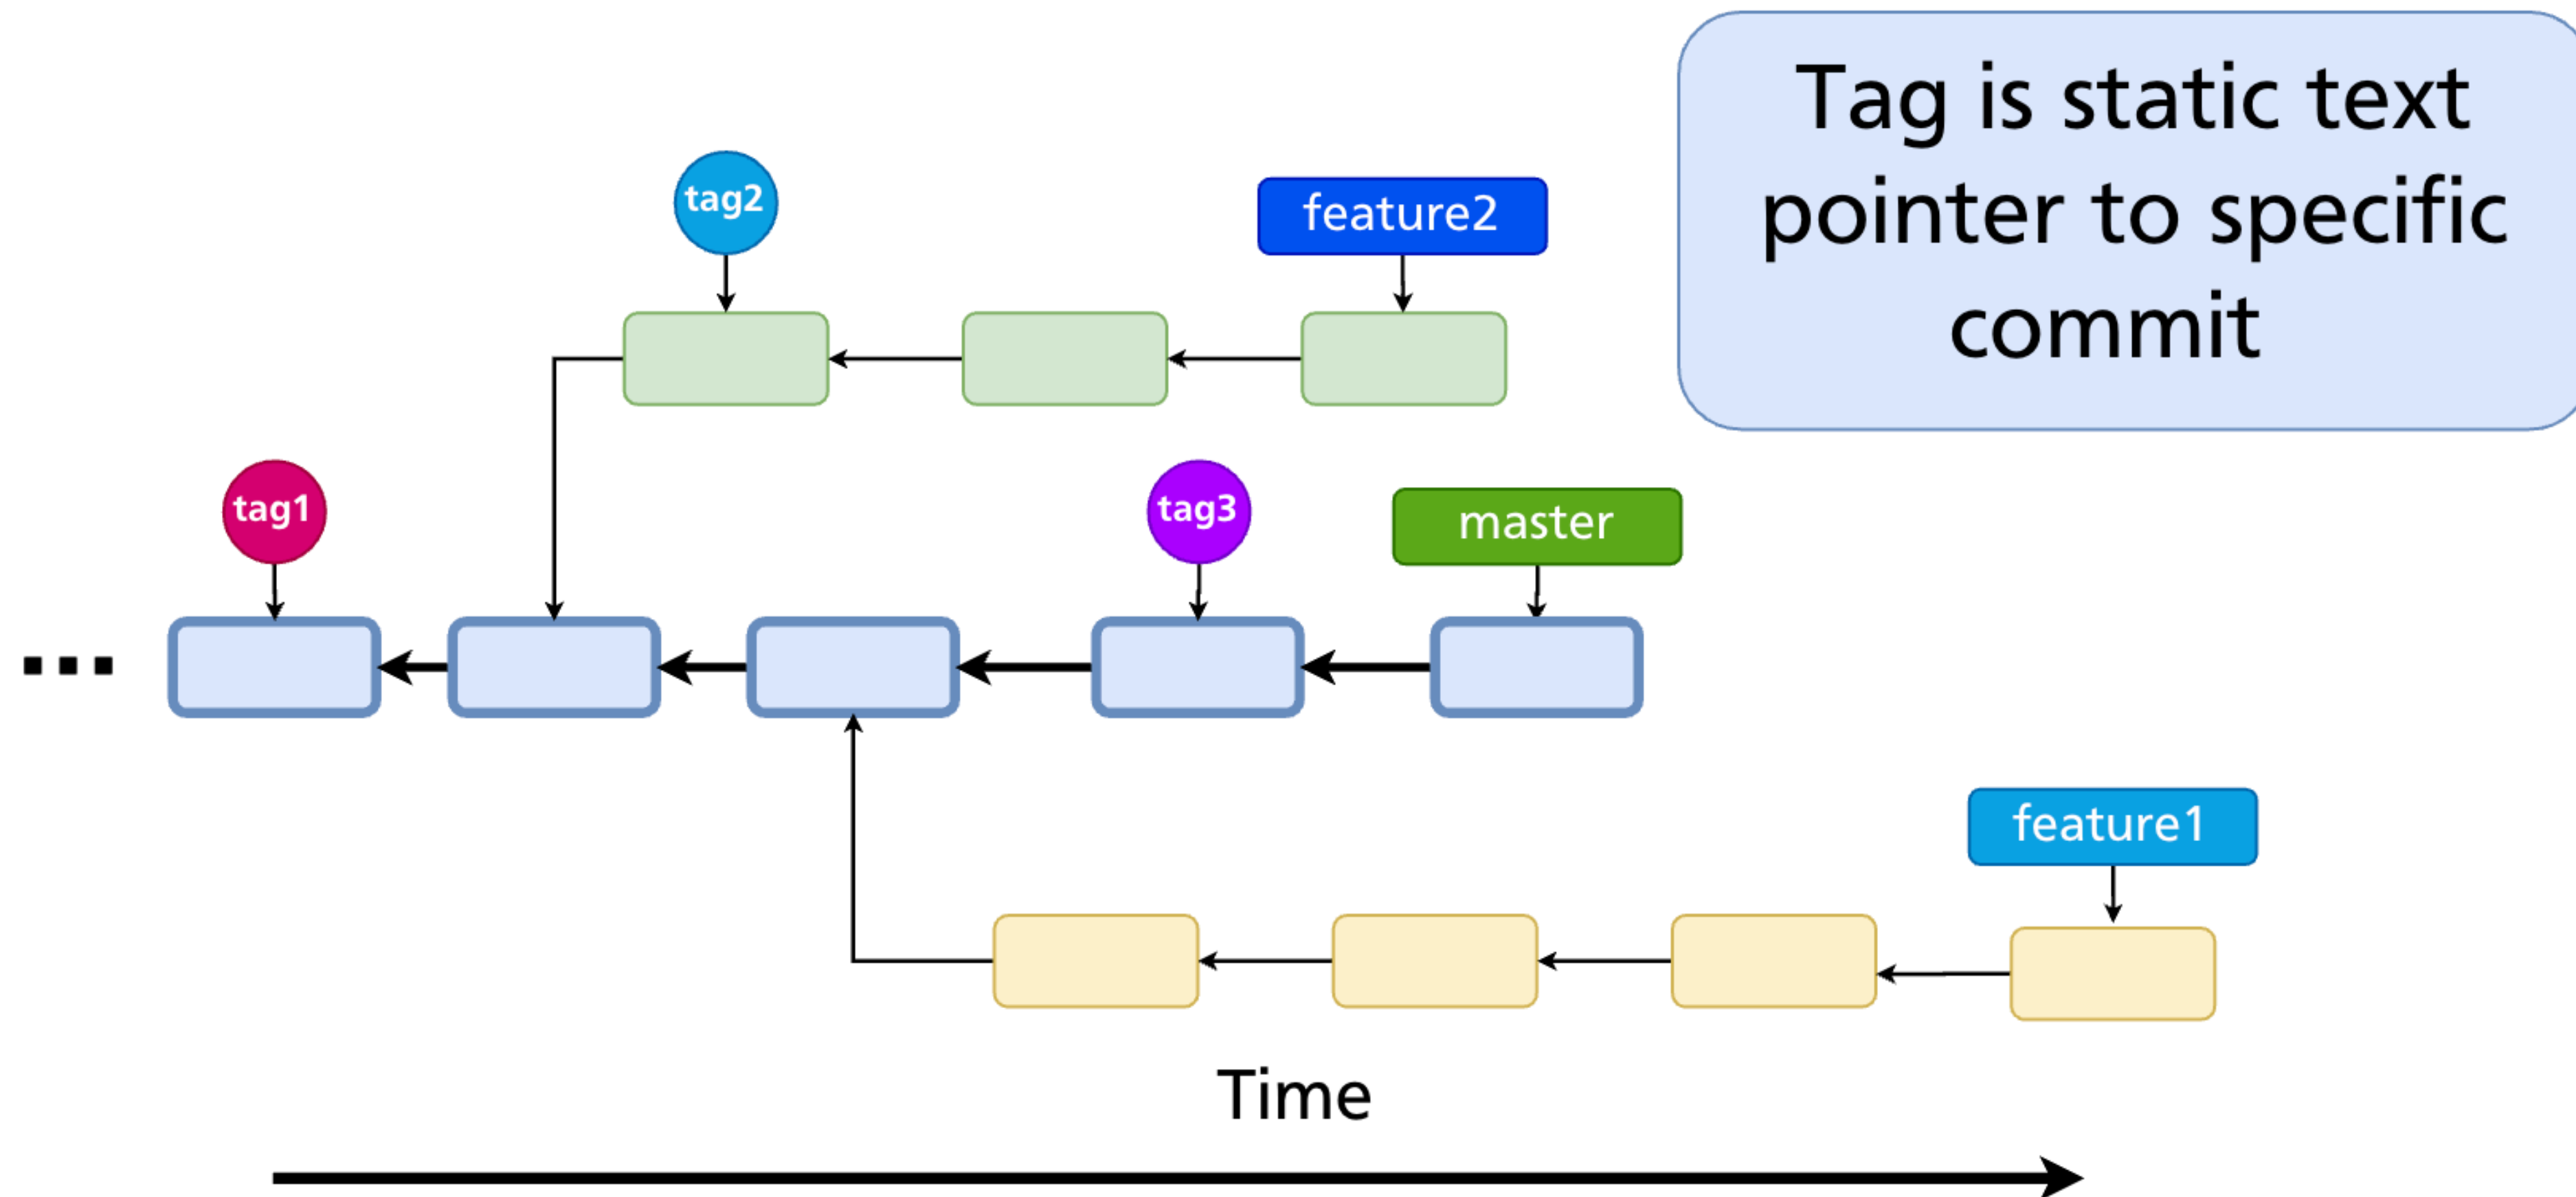 Tag is static text
pointer to specific
commit
tag2
feature2
tag1
tag3
master
feature1
Time